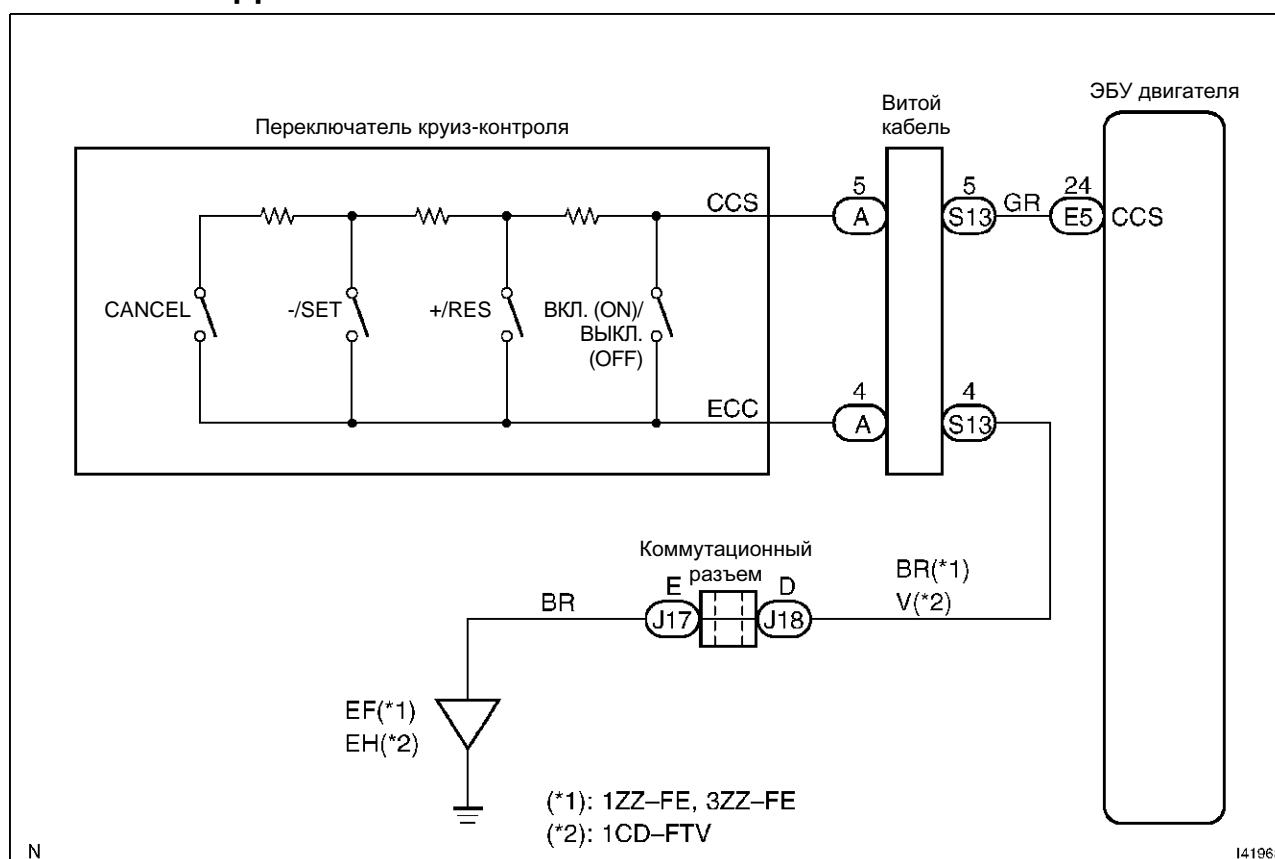 ЭБУ двигателя
Витой
кабель
Переключатель круиз-контроля
CCS
5
A
5
S13
GR
24
E5
CCS
CANCEL
-/SET
+/RES
ВКЛ. (ON)/
ВЫКЛ.
(OFF)
ECC
4
A
4
S13
Коммутационный
разъем
BR
E
J17
D
J18
BR(*1)
V(*2)
EF(*1)
EH(*2)
(*1): 1ZZ–FE, 3ZZ–FE
(*2): 1CD–FTV
N